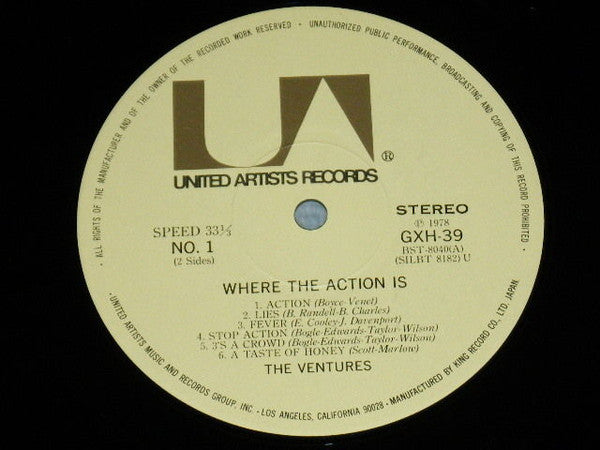 · ALL RIGHTS OF THE MANUFACTURER AND OF THE OWNER OF THE RECORDED WORK RESERVED · UNAUTHORIZED PUBLIC PERFORMANCE, BROADCASTING AND COPYING OF THIS RECORD PROHIBITED ·
UA ®
UNITED ARTISTS RECORDS
SPEED 33⅓
NO. 1
(2 Sides)
STEREO
℗ 1978
GXH-39
BST-8040(A)
(SILBT 8182) U
WHERE THE ACTION IS
1. ACTION (Boyce-Venet)
2. LIES (B. Randell-B. Charles)
3. FEVER (E. Cooley-J. Davenport)
4. STOP ACTION (Bogle-Edwards-Taylor-Wilson)
5. 3'S A CROWD (Bogle-Edwards-Taylor-Wilson)
6. A TASTE OF HONEY (Scott-Marlow)
THE VENTURES
· UNITED ARTISTS MUSIC AND RECORDS GROUP, INC. · LOS ANGELES, CALIFORNIA 90028 · MANUFACTURED BY KING RECORD CO., LTD. JAPAN